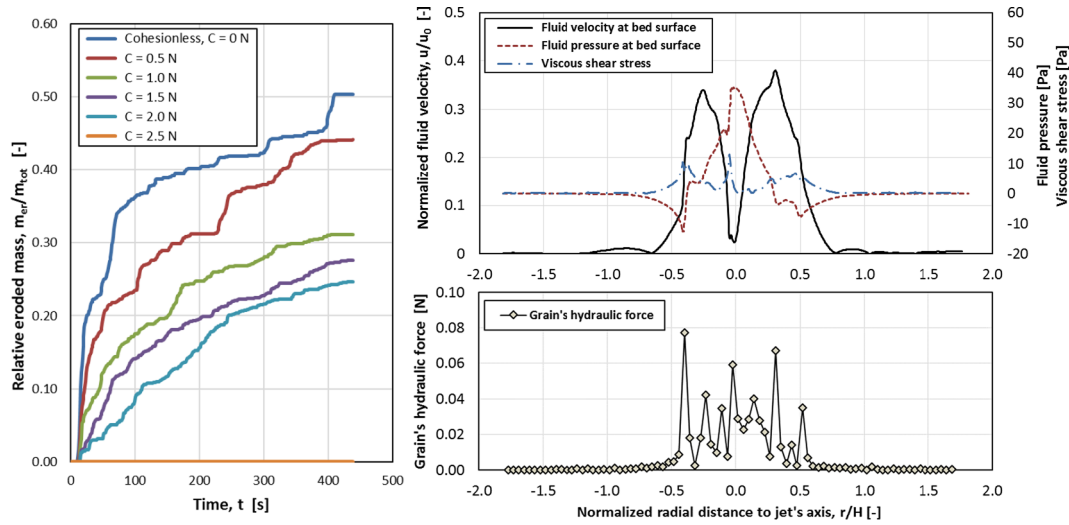 Relative eroded mass, m_er/m_tot
[-]
0.60
0.50
0.40
0.30
0.20
0.10
0.00
Cohesionless, C = 0 N
C = 0.5 N
C = 1.0 N
C = 1.5 N
C = 2.0 N
C = 2.5 N
0 100 200 300 400 500
Time, t [s]
Normalized fluid velocity, u/u₀ [-]
0.5
0.4
0.3
0.2
0.1
0
Fluid velocity at bed surface
Fluid pressure at bed surface
Viscous shear stress
60
50
40
30
20
10
0
-10
-20
Fluid pressure [Pa]
Viscous shear stress [Pa]
-2.0 -1.5 -1.0 -0.5 0.0 0.5 1.0 1.5 2.0
Grain's hydraulic force [N]
0.10
0.08
0.06
0.04
0.02
0.00
Grain's hydraulic force
-2.0 -1.5 -1.0 -0.5 0.0 0.5 1.0 1.5 2.0
Normalized radial distance to jet's axis, r/H [-]